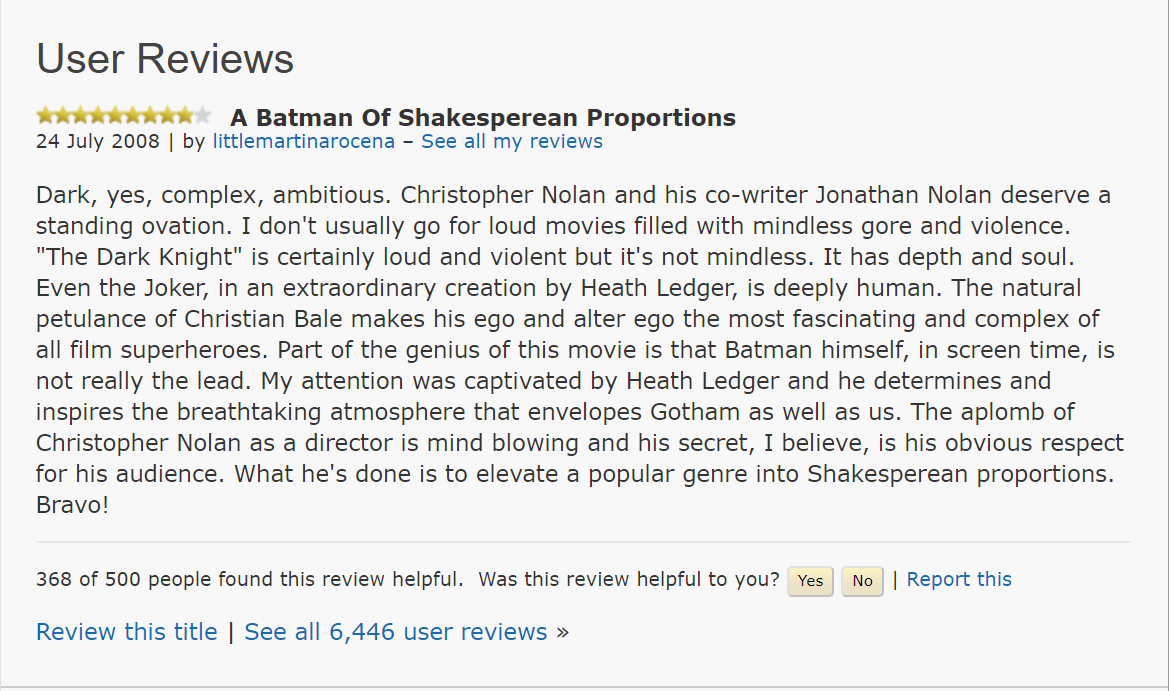 User Reviews
A Batman Of Shakesperean Proportions
24 July 2008 | by littlemartinarocena – See all my reviews
Dark, yes, complex, ambitious. Christopher Nolan and his co-writer Jonathan Nolan deserve a
standing ovation. I don't usually go for loud movies filled with mindless gore and violence.
"The Dark Knight" is certainly loud and violent but it's not mindless. It has depth and soul.
Even the Joker, in an extraordinary creation by Heath Ledger, is deeply human. The natural
petulance of Christian Bale makes his ego and alter ego the most fascinating and complex of
all film superheroes. Part of the genius of this movie is that Batman himself, in screen time, is
not really the lead. My attention was captivated by Heath Ledger and he determines and
inspires the breathtaking atmosphere that envelopes Gotham as well as us. The aplomb of
Christopher Nolan as a director is mind blowing and his secret, I believe, is his obvious respect
for his audience. What he's done is to elevate a popular genre into Shakesperean proportions.
Bravo!
368 of 500 people found this review helpful. Was this review helpful to you? Yes No | Report this
Review this title | See all 6,446 user reviews »